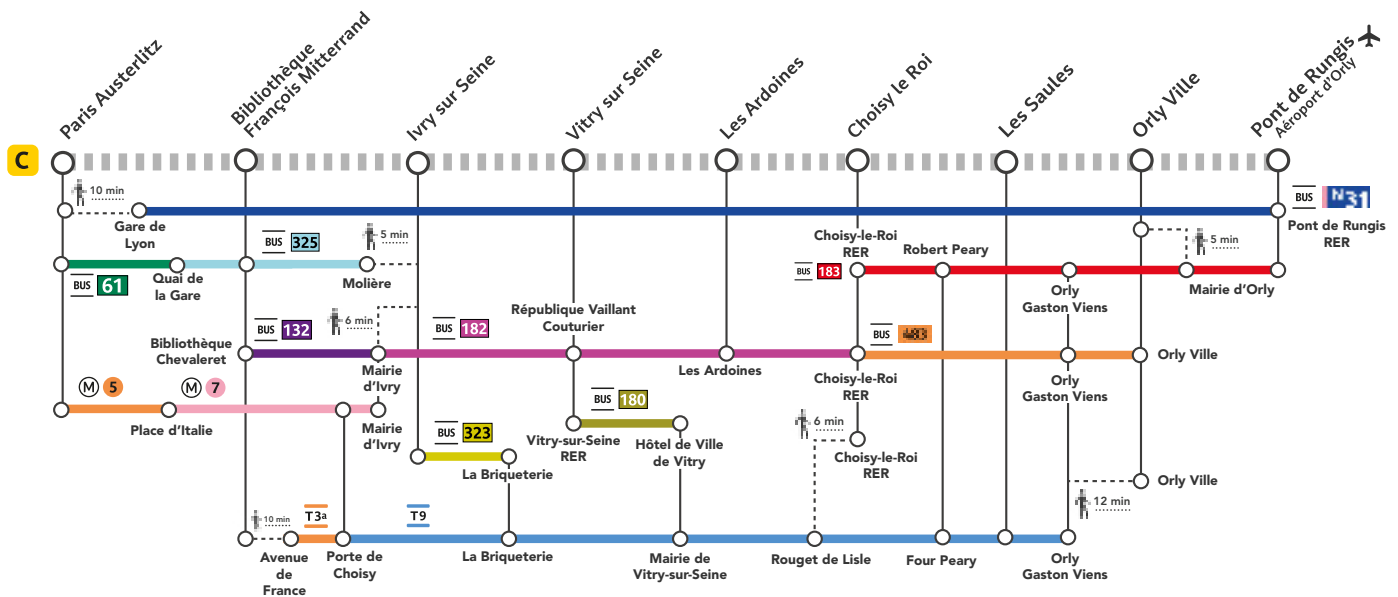 Paris Austerlitz
Bibliothèque
François Mitterrand
Ivry sur Seine
Vitry sur Seine
Les Ardoines
Choisy le Roi
Les Saules
Orly Ville
Pont de Rungis
Aéroport d'Orly
C
10 min
BUS N31
Gare de
Lyon
Pont de Rungis
RER
BUS 325
5 min
Choisy-le-Roi
RER
Robert Peary
5 min
BUS 61
Quai de
la Gare
Molière
BUS 183
Orly
Gaston Viens
Mairie d'Orly
BUS 132
6 min
BUS 182
République Vaillant
Couturier
BUS
Bibliothèque
Chevaleret
Mairie
d'Ivry
Les Ardoines
Choisy-le-Roi
RER
Orly
Gaston Viens
Orly Ville
M 5
M 7
Place d'Italie
Mairie
d'Ivry
BUS 180
6 min
BUS 323
Vitry-sur-Seine
RER
Hôtel de Ville
de Vitry
Choisy-le-Roi
RER
La Briqueterie
Orly Ville
12 min
10 min
T3a
T9
Avenue
de
France
Porte de
Choisy
La Briqueterie
Mairie de
Vitry-sur-Seine
Rouget de Lisle
Four Peary
Orly
Gaston Viens